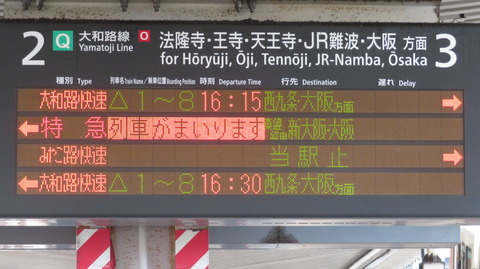 2 Q 大和路線 O 法隆寺・王寺・天王寺・JR難波・大阪 方面 3
Yamatoji Line for Hōryūji, Ōji, Tennōji, JR-Namba, Ōsaka
種別 Type 列車名 Train Name/乗車位置 Boarding Position 時刻 Departure Time 行先 Destination 遅れ Delay
大和路快速 △1~8 16:15 西九条・大阪方面 →
← 特急 列車がまいります 新大阪・大阪
みやこ路快速 当駅止 →
← 大和路快速 △1~8 16:30 西九条・大阪方面